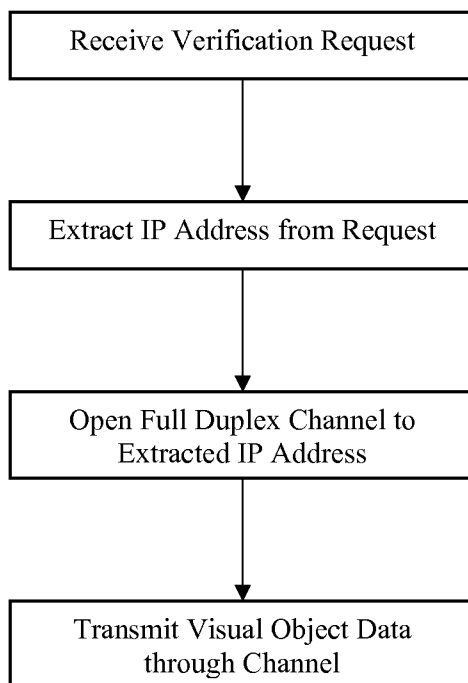 Receive Verification Request
Extract IP Address from Request
Open Full Duplex Channel to
Extracted IP Address
Transmit Visual Object Data
through Channel